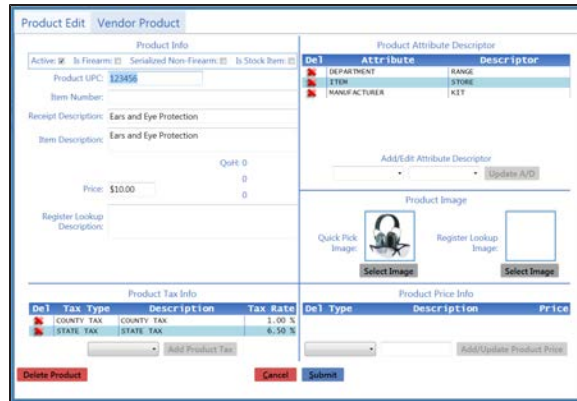 Product Edit Vendor Product
Product Info
Active: Is Firearm: Serialized Non-Firearm: Is Stock Item:
Product UPC: 123456
Item Number:
Receipt Description: Ears and Eye Protection
Item Description: Ears and Eye Protection
QoH: 0
0
Price: $10.00
0
Register Lookup
Description:
Product Attribute Descriptor
Del Attribute Descriptor
DEPARTMENT RANGE
ITEM STORE
MANUFACTURER KIT
Add/Edit Attribute Descriptor
Update A/D
Product Image
Quick Pick
Image:
Register Lookup
Image:
Select Image Select Image
Product Tax Info
Del Tax Type Description Tax Rate
COUNTY TAX COUNTY TAX 1.00 %
STATE TAX STATE TAX 6.50 %
Add Product Tax
Product Price Info
Del Type Description Price
Add/Update Product Price
Delete Product Cancel Submit